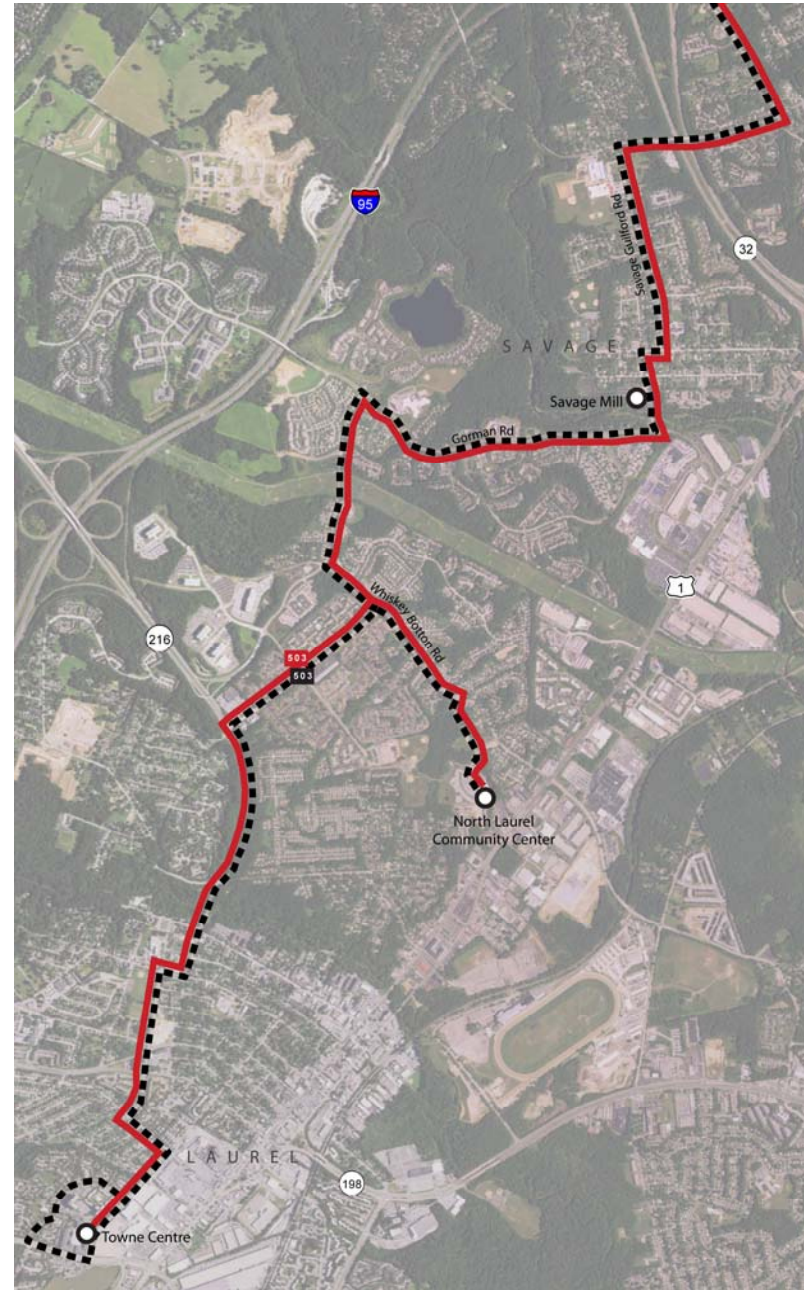 95
Savage Guilford Rd
32
SAVAGE
Savage Mill
Gorman Rd
1
Whiskey Botton Rd
216
503
503
North Laurel
Community Center
LAUREL
198
Towne Centre